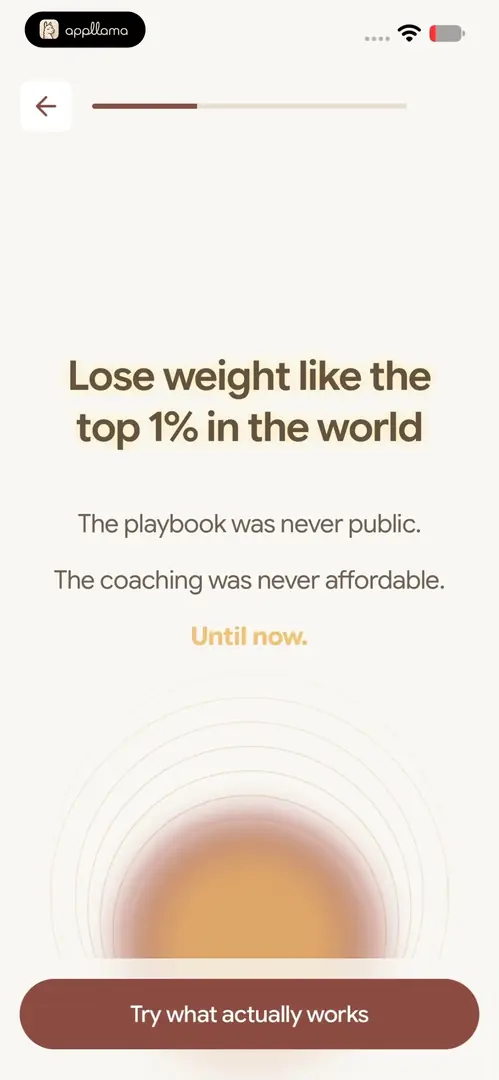 appllama
Lose weight like the
top 1% in the world
The playbook was never public.
The coaching was never affordable.
Until now.
Try what actually works